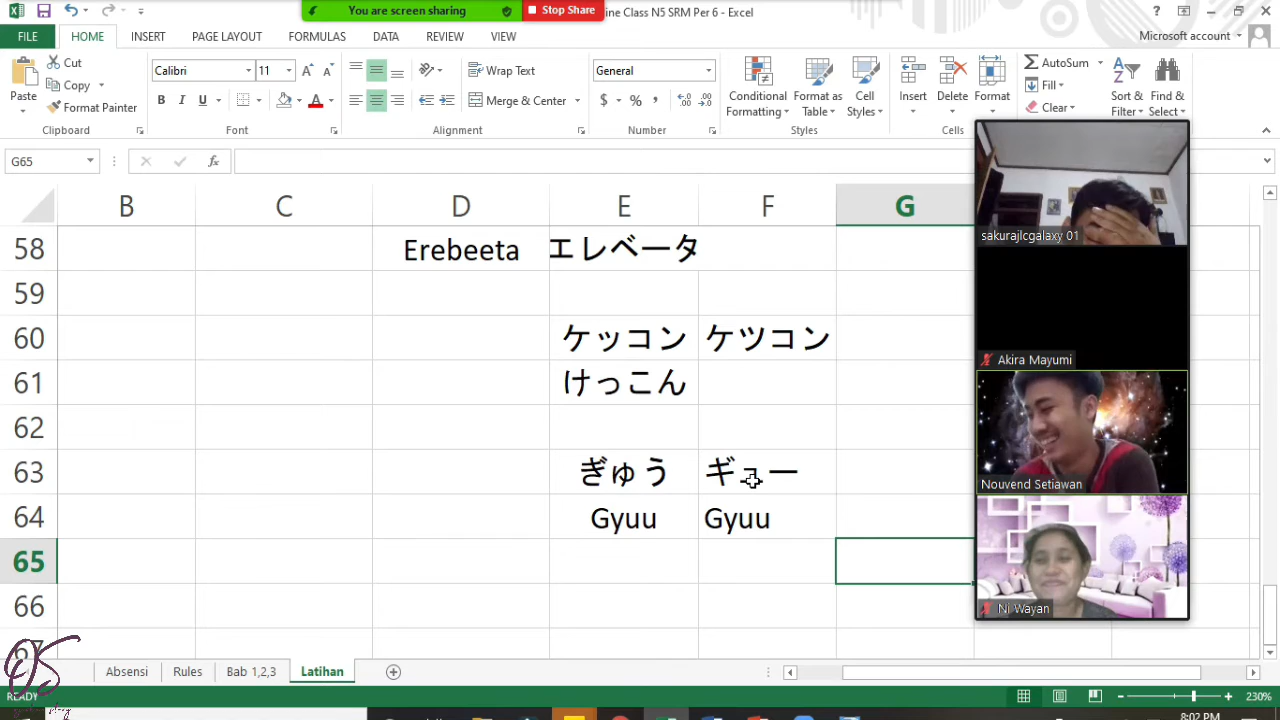 You are screen sharing
Stop Share
ine Class N5 SRM Per 6 - Excel
FILE
HOME
INSERT
PAGE LAYOUT
FORMULAS
DATA
REVIEW
VIEW
Microsoft account
Cut
Copy
Format Painter
Paste
Clipboard
Calibri
11
B I U
Font
Wrap Text
Merge & Center
Alignment
General
$ % ,
Number
Conditional Formatting
Format as Table
Cell Styles
Styles
Insert
Delete
Format
Cells
AutoSum
Fill
Clear
Sort & Filter
Find & Select
G65
B C D E F G
58 Erebeeta エレベータ
59
60 ケッコン ケツコン
61 けっこん
62
63 ぎゅう ギュー
64 Gyuu Gyuu
65
66
67
sakurajlcgalaxy 01
Akira Mayumi
Nouvend Setiawan
Ni Wayan
Absensi
Rules
Bab 1,2,3
Latihan
READY
230%
8:02 PM